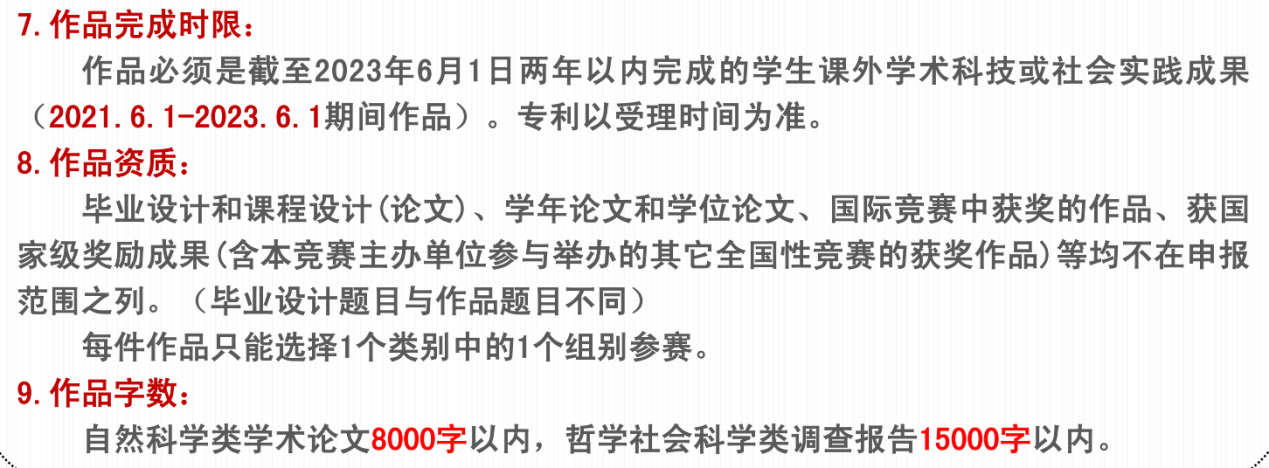 7.作品完成时限：
作品必须是截至2023年6月1日两年以内完成的学生课外学术科技或社会实践成果
（2021.6.1-2023.6.1期间作品）。专利以受理时间为准。
8.作品资质：
毕业设计和课程设计(论文)、学年论文和学位论文、国际竞赛中获奖的作品、获国
家级奖励成果(含本竞赛主办单位参与举办的其它全国性竞赛的获奖作品)等均不在申报
范围之列。（毕业设计题目与作品题目不同）
每件作品只能选择1个类别中的1个组别参赛。
9.作品字数：
自然科学类学术论文8000字以内，哲学社会科学类调查报告15000字以内。